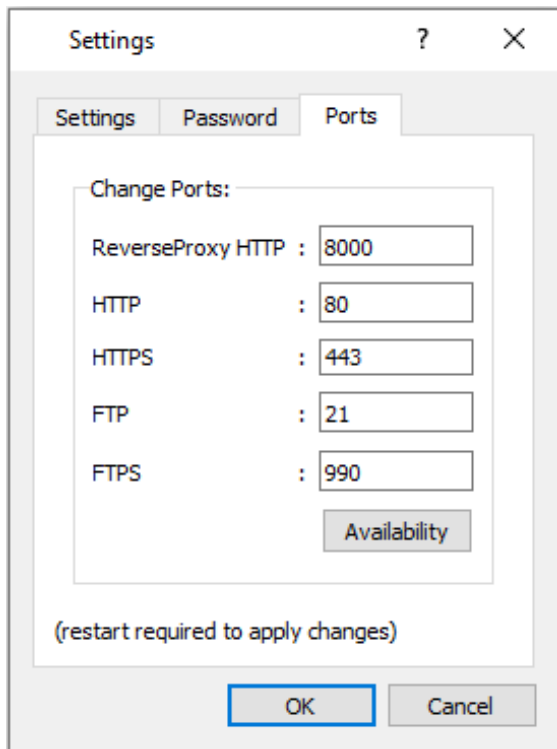 Settings ?
Settings Password Ports
Change Ports:
ReverseProxy HTTP : 8000
HTTP : 80
HTTPS : 443
FTP : 21
FTPS : 990
Availability
(restart required to apply changes)
OK Cancel